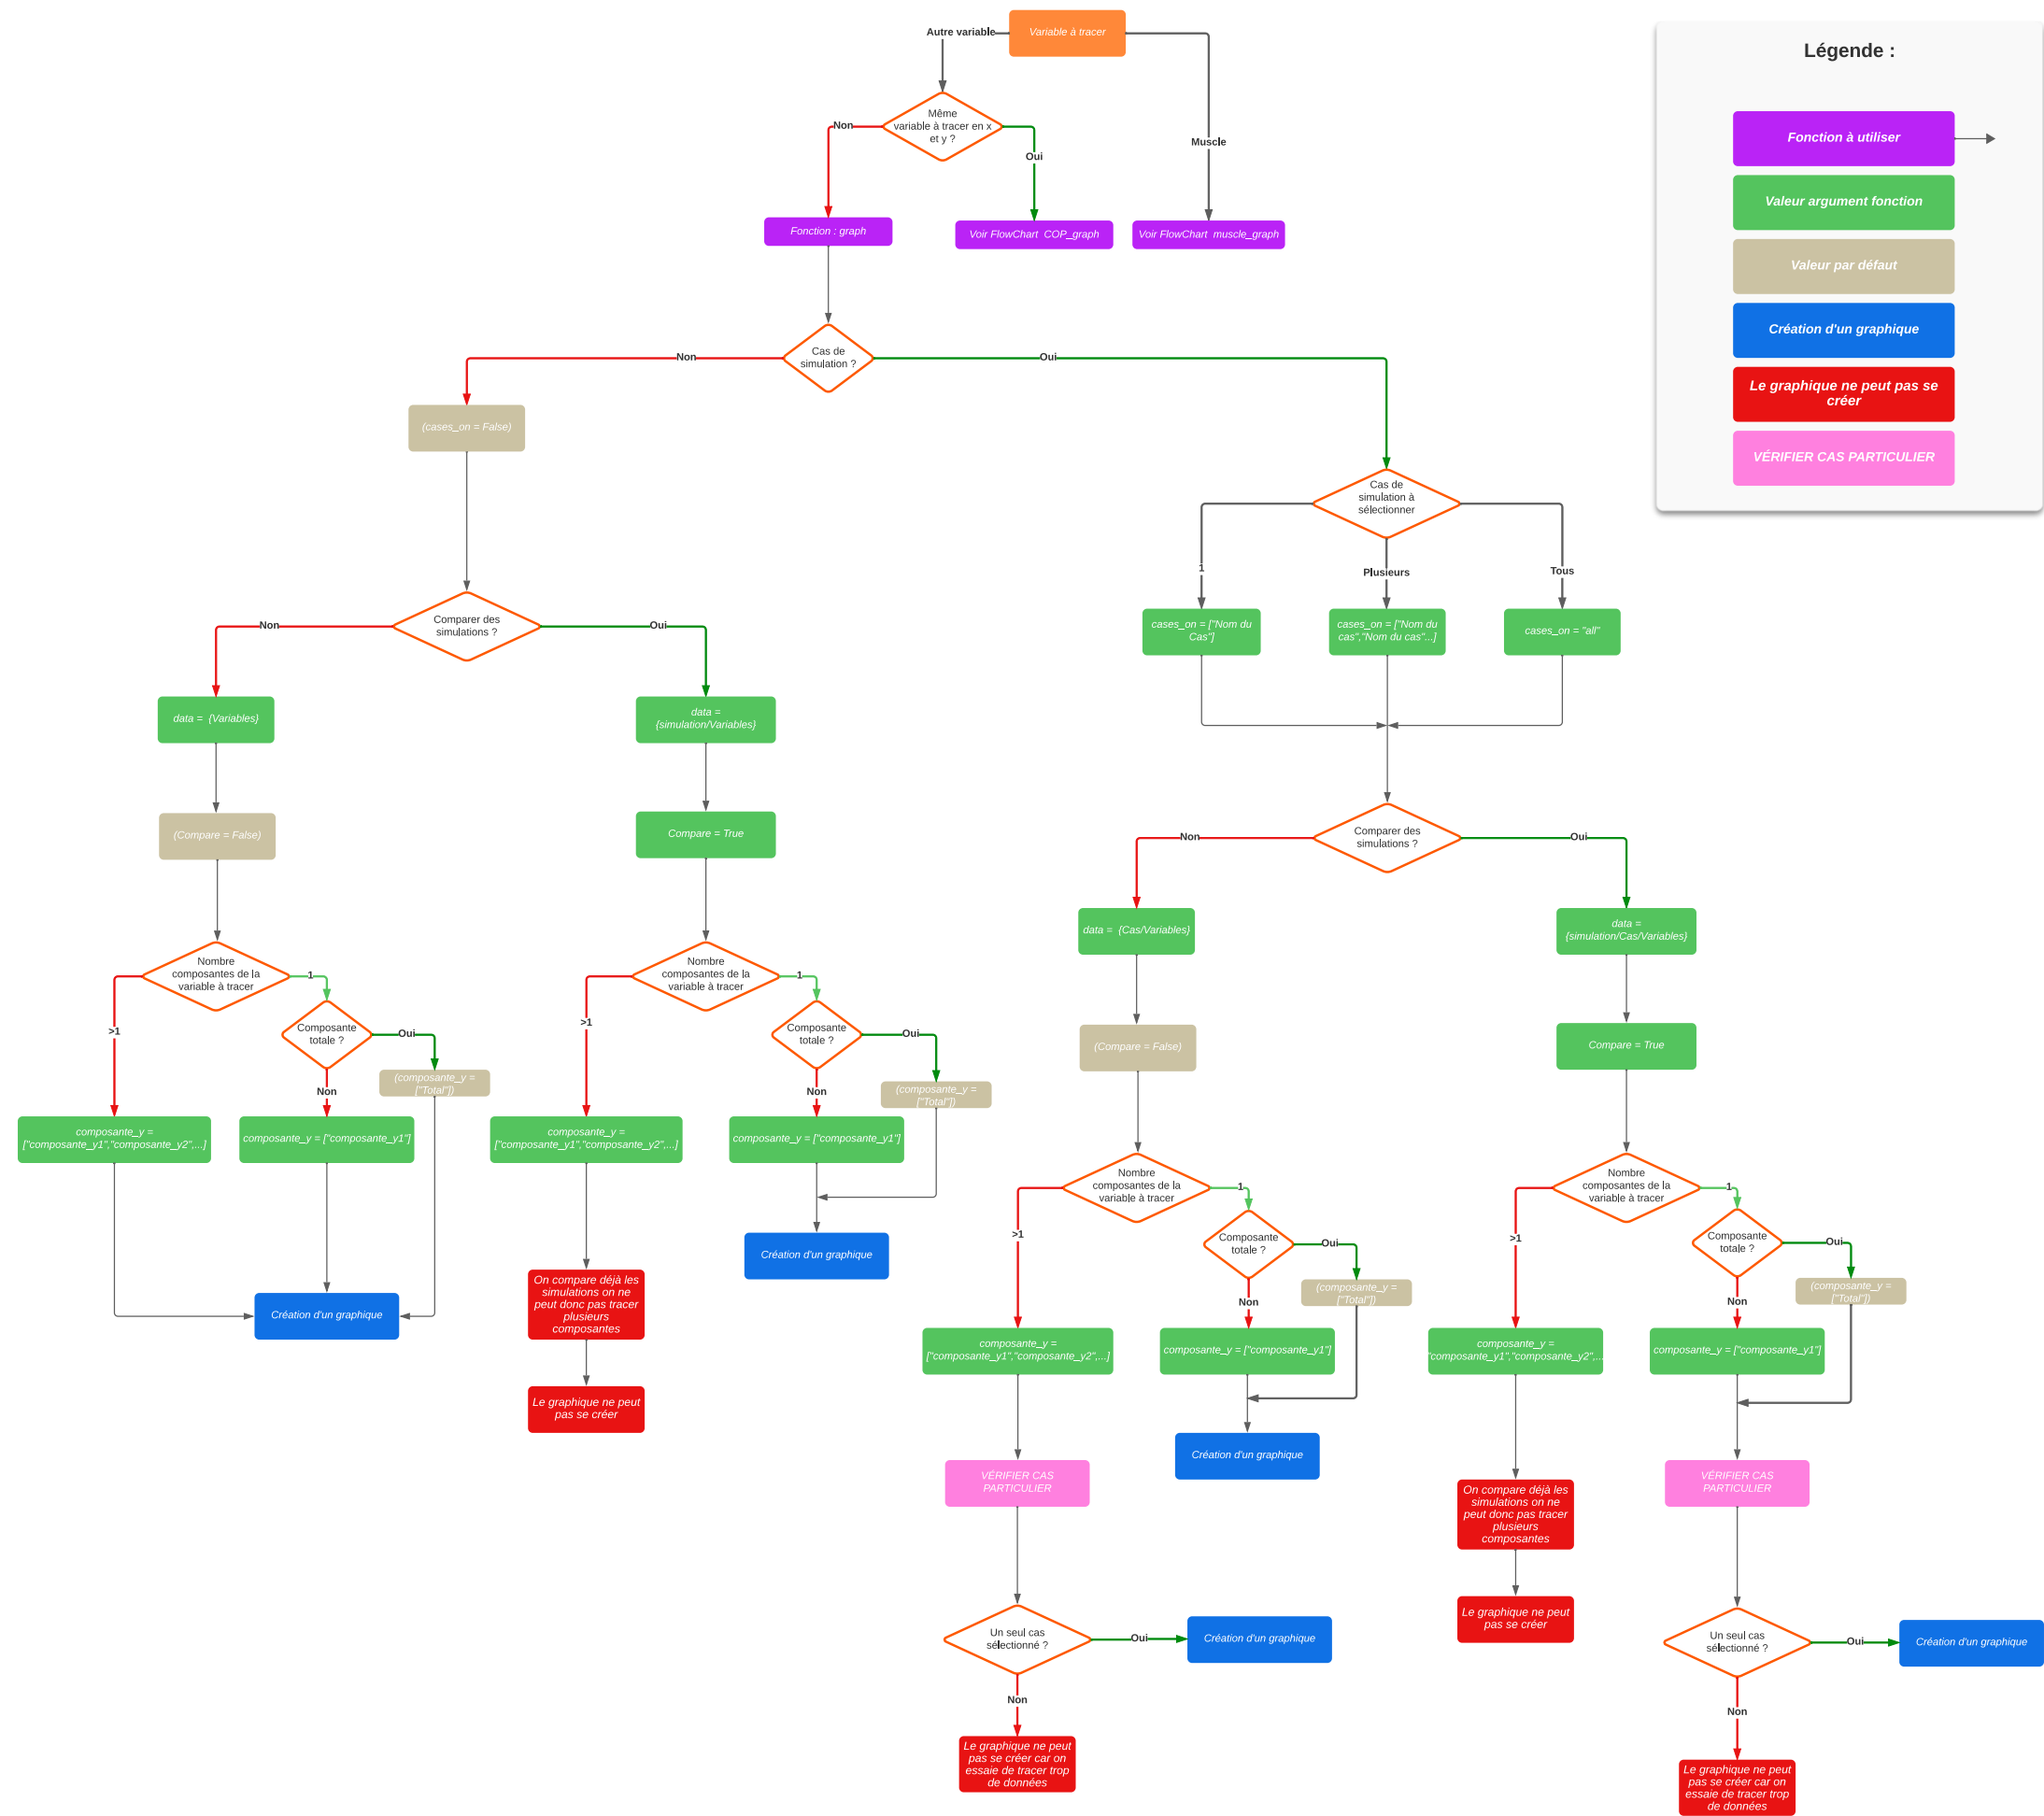 Variable à tracer
Autre variable
Muscle
Même
variable à tracer en x
et y ?
Non
Oui
Fonction : graph
Voir FlowChart  COP_graph
Voir FlowChart  muscle_graph
Légende :
Fonction à utiliser
Valeur argument fonction
Valeur par défaut
Création d'un graphique
Le graphique ne peut pas se
créer
VÉRIFIER CAS PARTICULIER
Cas de
simulation ?
Non
Oui
(cases_on = False)
Comparer des
simulations ?
Non
Oui
data =  {Variables}
(Compare = False)
Nombre
composantes de la
variable à tracer
>1
1
Composante
totale ?
Oui
Non
(composante_y =
["Total"])
composante_y =
["composante_y1","composante_y2",...]
composante_y = ["composante_y1"]
Création d'un graphique
data =
{simulation/Variables}
Compare = True
Nombre
composantes de la
variable à tracer
>1
1
Composante
totale ?
Oui
Non
(composante_y =
["Total"])
composante_y =
["composante_y1","composante_y2",...]
composante_y = ["composante_y1"]
Création d'un graphique
On compare déjà les
simulations on ne
peut donc pas tracer
plusieurs
composantes
Le graphique ne peut
pas se créer
Cas de
simulation à
sélectionner
1
Plusieurs
Tous
cases_on = ["Nom du
Cas"]
cases_on = ["Nom du
cas","Nom du cas"...]
cases_on = "all"
Comparer des
simulations ?
Non
Oui
data =  {Cas/Variables}
(Compare = False)
Nombre
composantes de la
variable à tracer
>1
1
Composante
totale ?
Oui
Non
(composante_y =
["Total"])
composante_y =
["composante_y1","composante_y2",...]
composante_y = ["composante_y1"]
Création d'un graphique
VÉRIFIER CAS
PARTICULIER
Un seul cas
sélectionné ?
Oui
Création d'un graphique
Non
Le graphique ne peut
pas se créer car on
essaie de tracer trop
de données
data =
{simulation/Cas/Variables}
Compare = True
Nombre
composantes de la
variable à tracer
>1
1
Composante
totale ?
Oui
Non
(composante_y =
["Total"])
composante_y =
"composante_y1","composante_y2",...
composante_y = ["composante_y1"]
On compare déjà les
simulations on ne
peut donc pas tracer
plusieurs
composantes
Le graphique ne peut
pas se créer
VÉRIFIER CAS
PARTICULIER
Un seul cas
sélectionné ?
Oui
Création d'un graphique
Non
Le graphique ne peut
pas se créer car on
essaie de tracer trop
de données